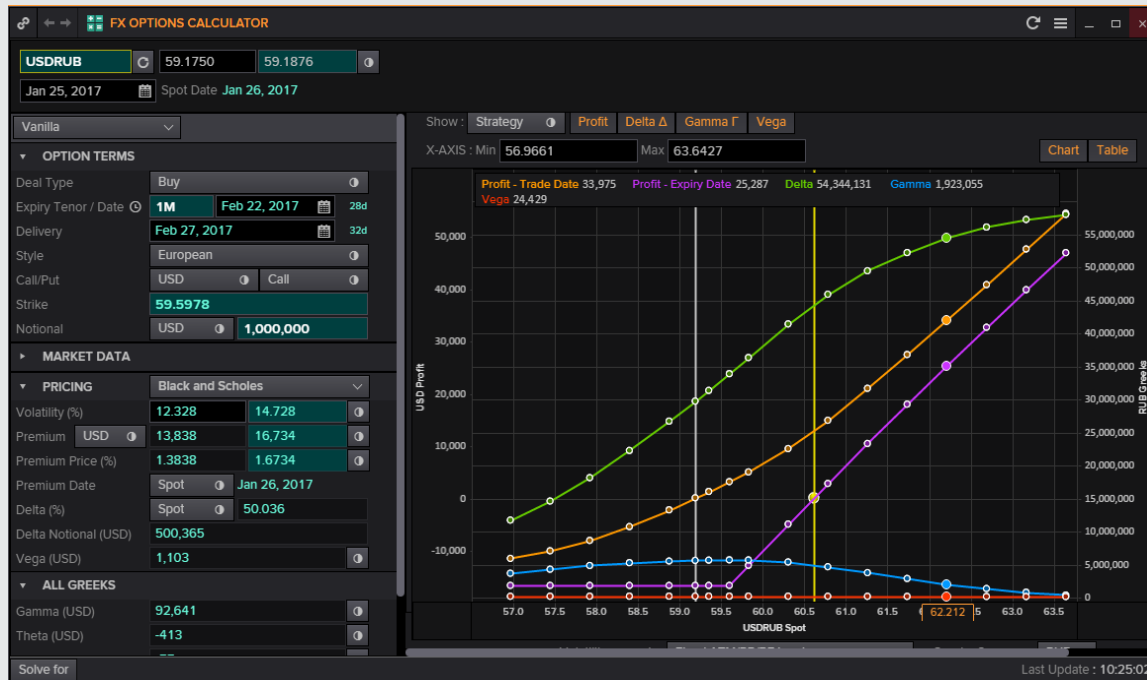 FX OPTIONS CALCULATOR
USDRUB 59.1750 59.1876
Jan 25, 2017 Spot Date Jan 26, 2017
Vanilla
OPTION TERMS
Deal Type Buy
Expiry Tenor / Date 1M Feb 22, 2017 28d
Delivery Feb 27, 2017 32d
Style European
Call/Put USD Call
Strike 59.5978
Notional USD 1,000,000
MARKET DATA
PRICING Black and Scholes
Volatility (%) 12.328 14.728
Premium USD 13,838 16,734
Premium Price (%) 1.3838 1.6734
Premium Date Spot Jan 26, 2017
Delta (%) Spot 50.036
Delta Notional (USD) 500,365
Vega (USD) 1,103
ALL GREEKS
Gamma (USD) 92,641
Theta (USD) -413
Solve for
Show : Strategy Profit Delta Δ Gamma Γ Vega
X-AXIS : Min 56.9661 Max 63.6427 Chart Table
Profit - Trade Date 33,975 Profit - Expiry Date 25,287 Delta 54,344,131 Gamma 1,923,055
Vega 24,429
USD Profit
50,000
40,000
30,000
20,000
10,000
0
-10,000
55,000,000
50,000,000
45,000,000
40,000,000
35,000,000
30,000,000
25,000,000
20,000,000
15,000,000
10,000,000
5,000,000
0
RUB Greeks
57.0 57.5 58.0 58.5 59.0 59.5 60.0 60.5 61.0 61.5 62.212 63.0 63.5
USDRUB Spot
Last Update : 10:25:02